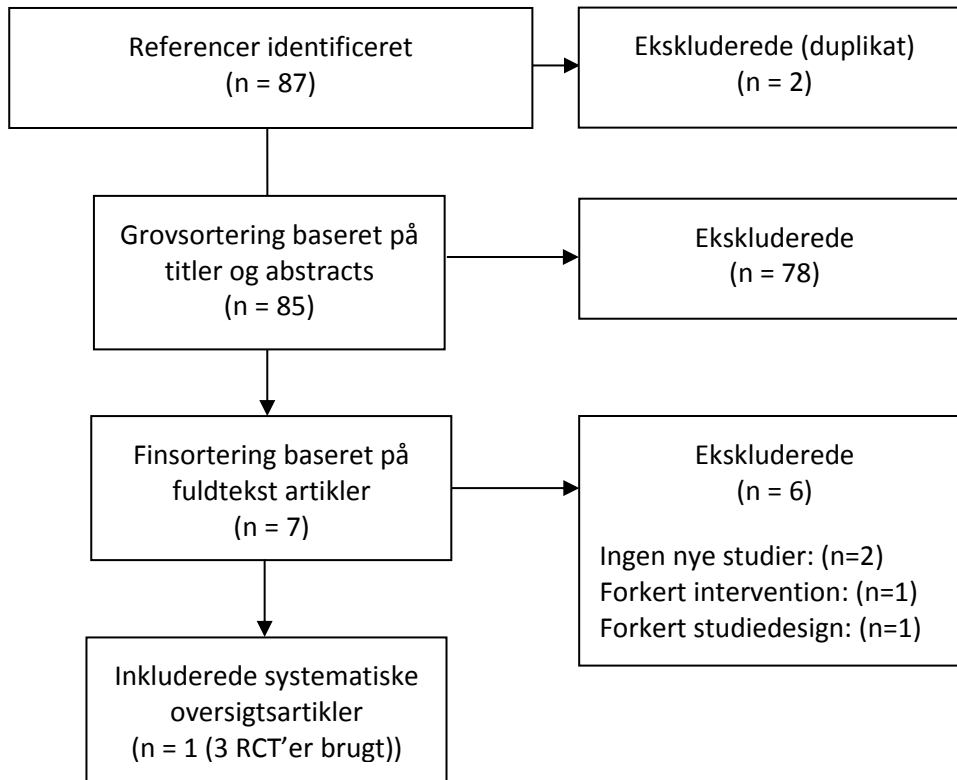 Referencer identificeret
(n = 87)
Ekskluderede (duplikat)
(n = 2)
Grovsortering baseret på
titler og abstracts
(n = 85)
Ekskluderede
(n = 78)
Finsortering baseret på
fuldtekst artikler
(n = 7)
Ekskluderede
(n = 6)
Ingen nye studier: (n=2)
Forkert intervention: (n=1)
Forkert studiedesign: (n=1)
Inkluderede systematiske
oversigtsartikler
(n = 1 (3 RCT’er brugt))